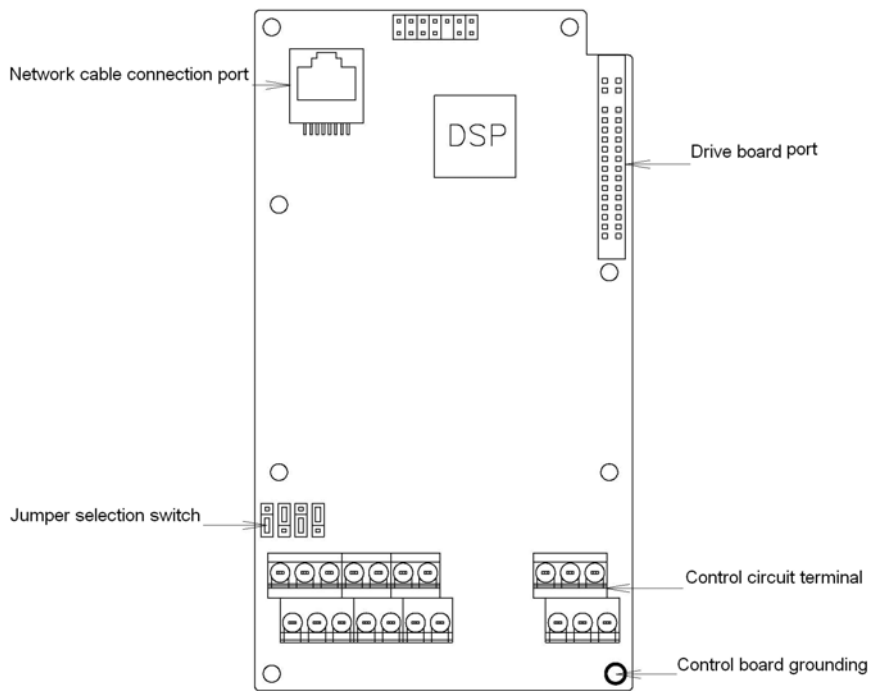 Network cable connection port
DSP
Drive board port
Jumper selection switch
Control circuit terminal
Control board grounding